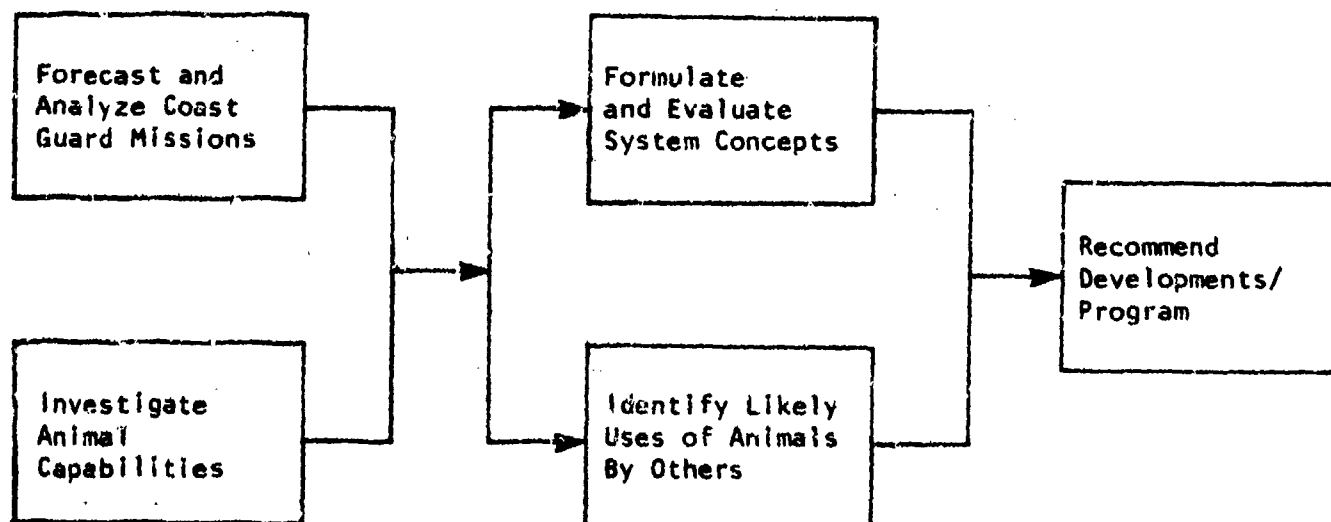 Forecast and
Analyze Coast
Guard Missions
Formulate
and Evaluate
System Concepts
Recommend
Developments/
Program
Investigate
Animal
Capabilities
Identify Likely
Uses of Animals
By Others